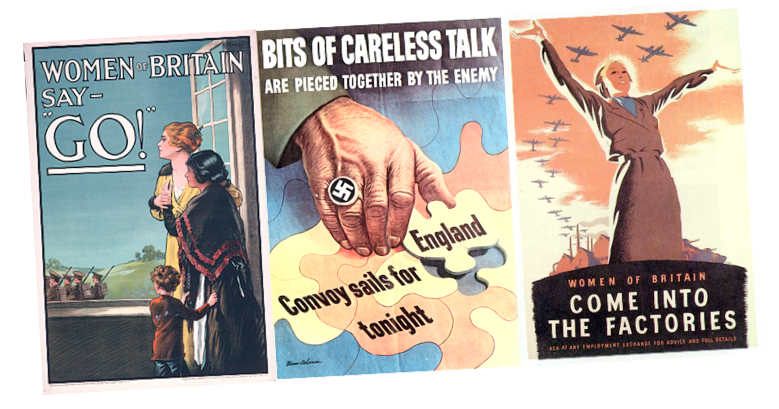 WOMEN OF BRITAIN
SAY–
"GO!"
BITS OF CARELESS TALK
ARE PIECED TOGETHER BY THE ENEMY
England
Convoy sails for
tonight
WOMEN OF BRITAIN
COME INTO
THE FACTORIES
ASK AT ANY EMPLOYMENT EXCHANGE FOR ADVICE AND FULL DETAILS